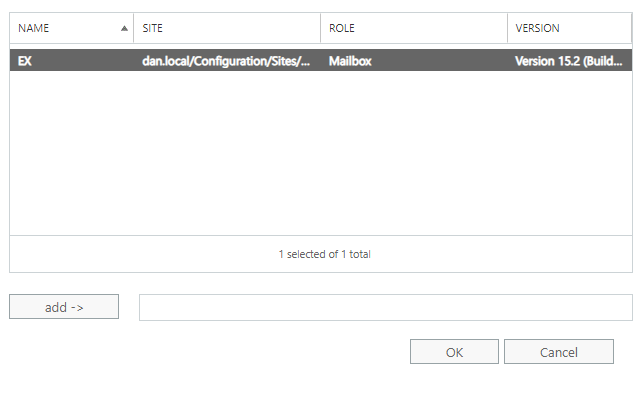 NAME SITE ROLE VERSION
EX dan.local/Configuration/Sites/... Mailbox Version 15.2 (Build...
1 selected of 1 total
add ->
OK Cancel